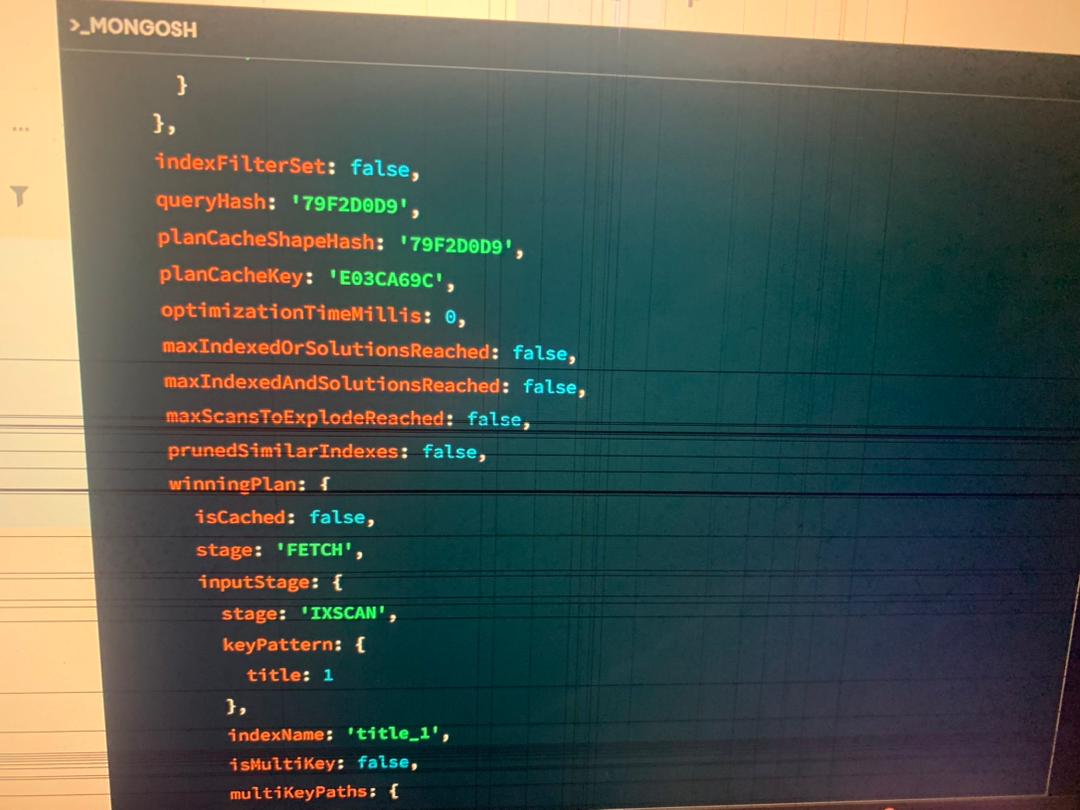 >_MONGOSH
}
},
indexFilterSet: false,
queryHash: '79F2D0D9',
planCacheShapeHash: '79F2D0D9',
planCacheKey: 'E03CA69C',
optimizationTimeMillis: 0,
maxIndexedOrSolutionsReached: false,
maxIndexedAndSolutionsReached: false,
maxScansToExplodeReached: false,
prunedSimilarIndexes: false,
winningPlan: {
isCached: false,
stage: 'FETCH',
inputStage: {
stage: 'IXSCAN',
keyPattern: {
title: 1
},
indexName: 'title_1',
isMultiKey: false,
multiKeyPaths: {